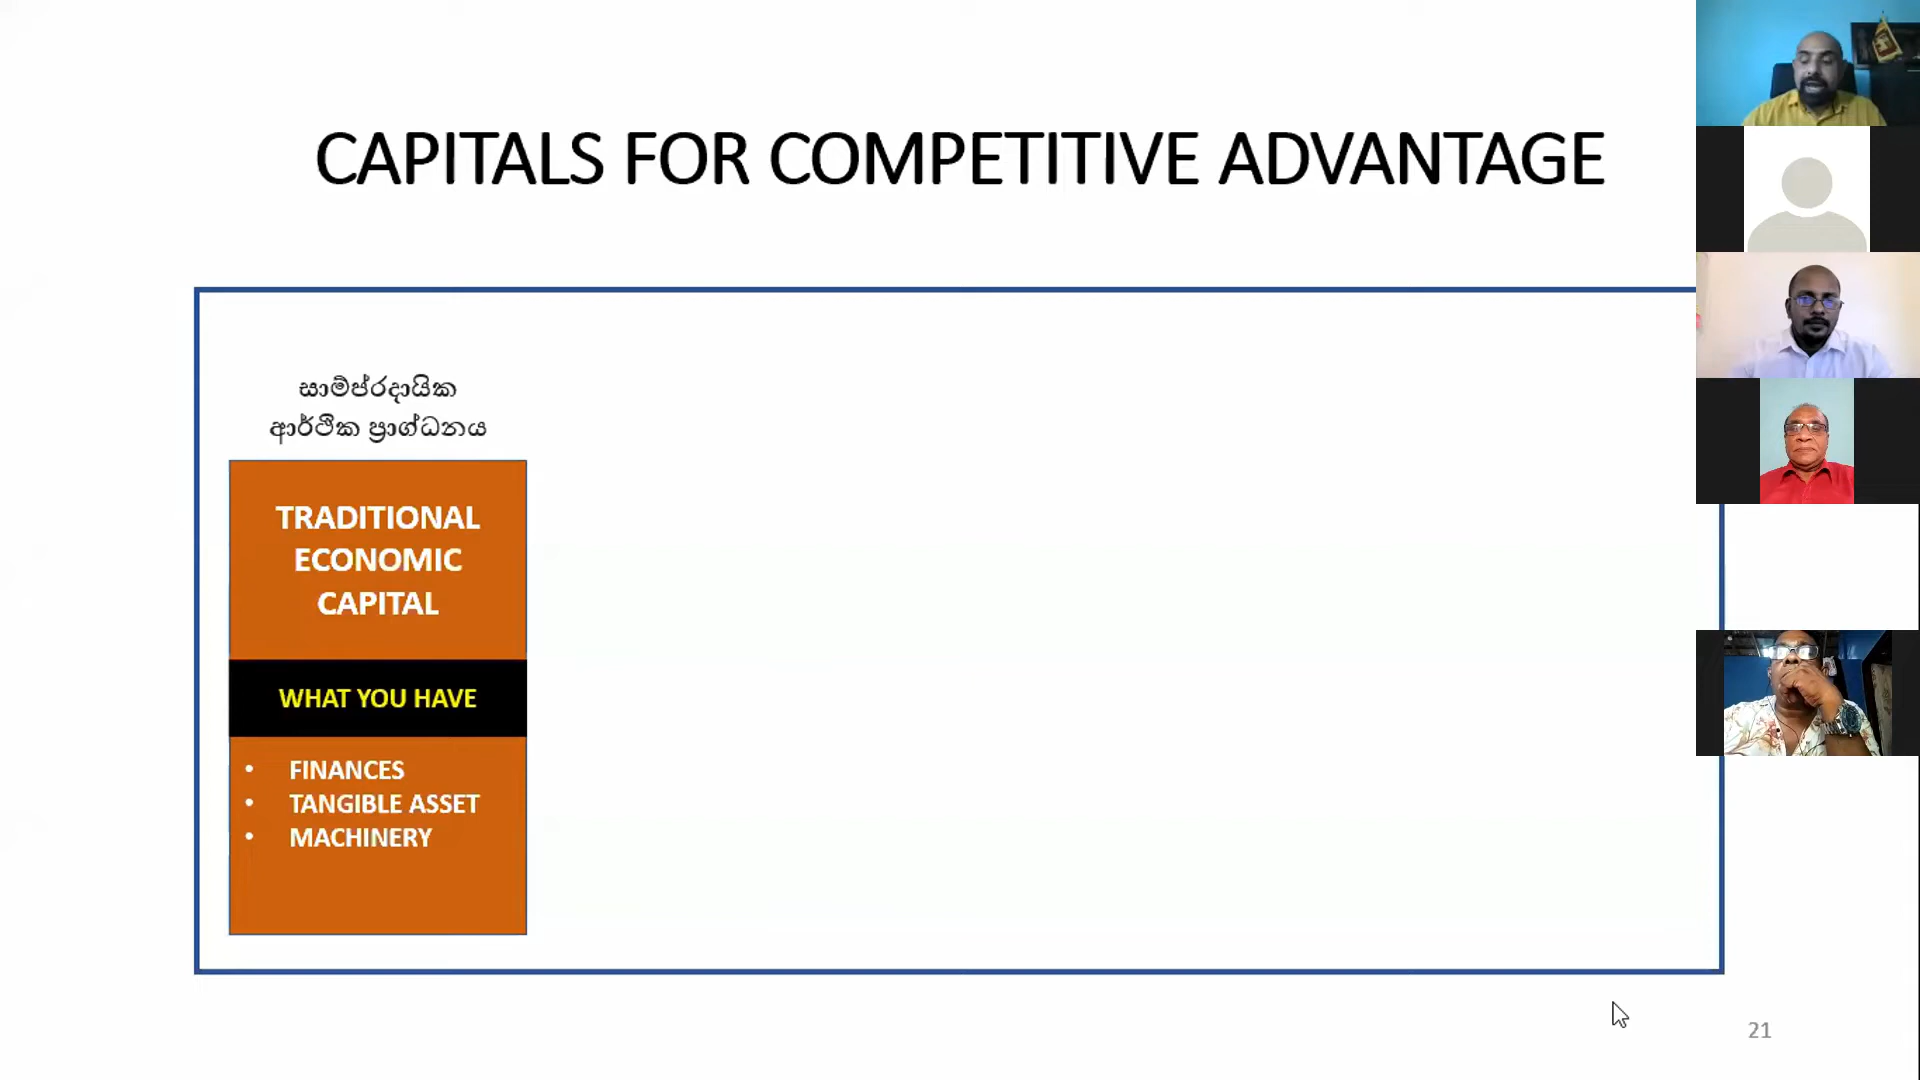 CAPITALS FOR COMPETITIVE ADVANTAGE
සාම්ප්රදායික
ආර්ථික ප්‍රාග්ධනය
TRADITIONAL
ECONOMIC
CAPITAL
WHAT YOU HAVE
• FINANCES
• TANGIBLE ASSET
• MACHINERY
21